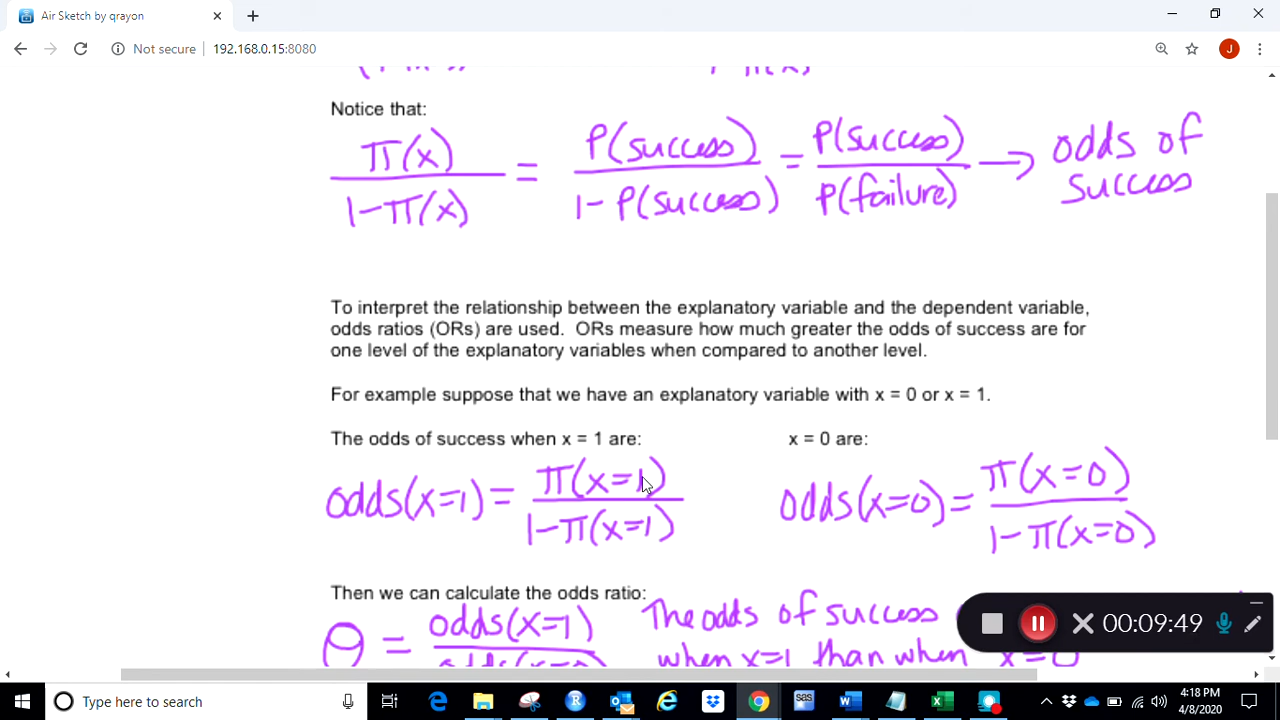 Air Sketch by qrayon
Not secure 192.168.0.15:8080
J
Notice that:
π(x) / 1-π(x) = P(success) / 1-P(success) = P(success) / P(failure) → odds of success
To interpret the relationship between the explanatory variable and the dependent variable,
odds ratios (ORs) are used. ORs measure how much greater the odds of success are for
one level of the explanatory variables when compared to another level.
For example suppose that we have an explanatory variable with x = 0 or x = 1.
The odds of success when x = 1 are: x = 0 are:
odds(x=1) = π(x=1) / 1-π(x=1) odds(x=0) = π(x=0) / 1-π(x=0)
Then we can calculate the odds ratio:
θ = odds(x=1) The odds of success
when x=1 than when x=0
00:09:49
Type here to search
4:18 PM
4/8/2020